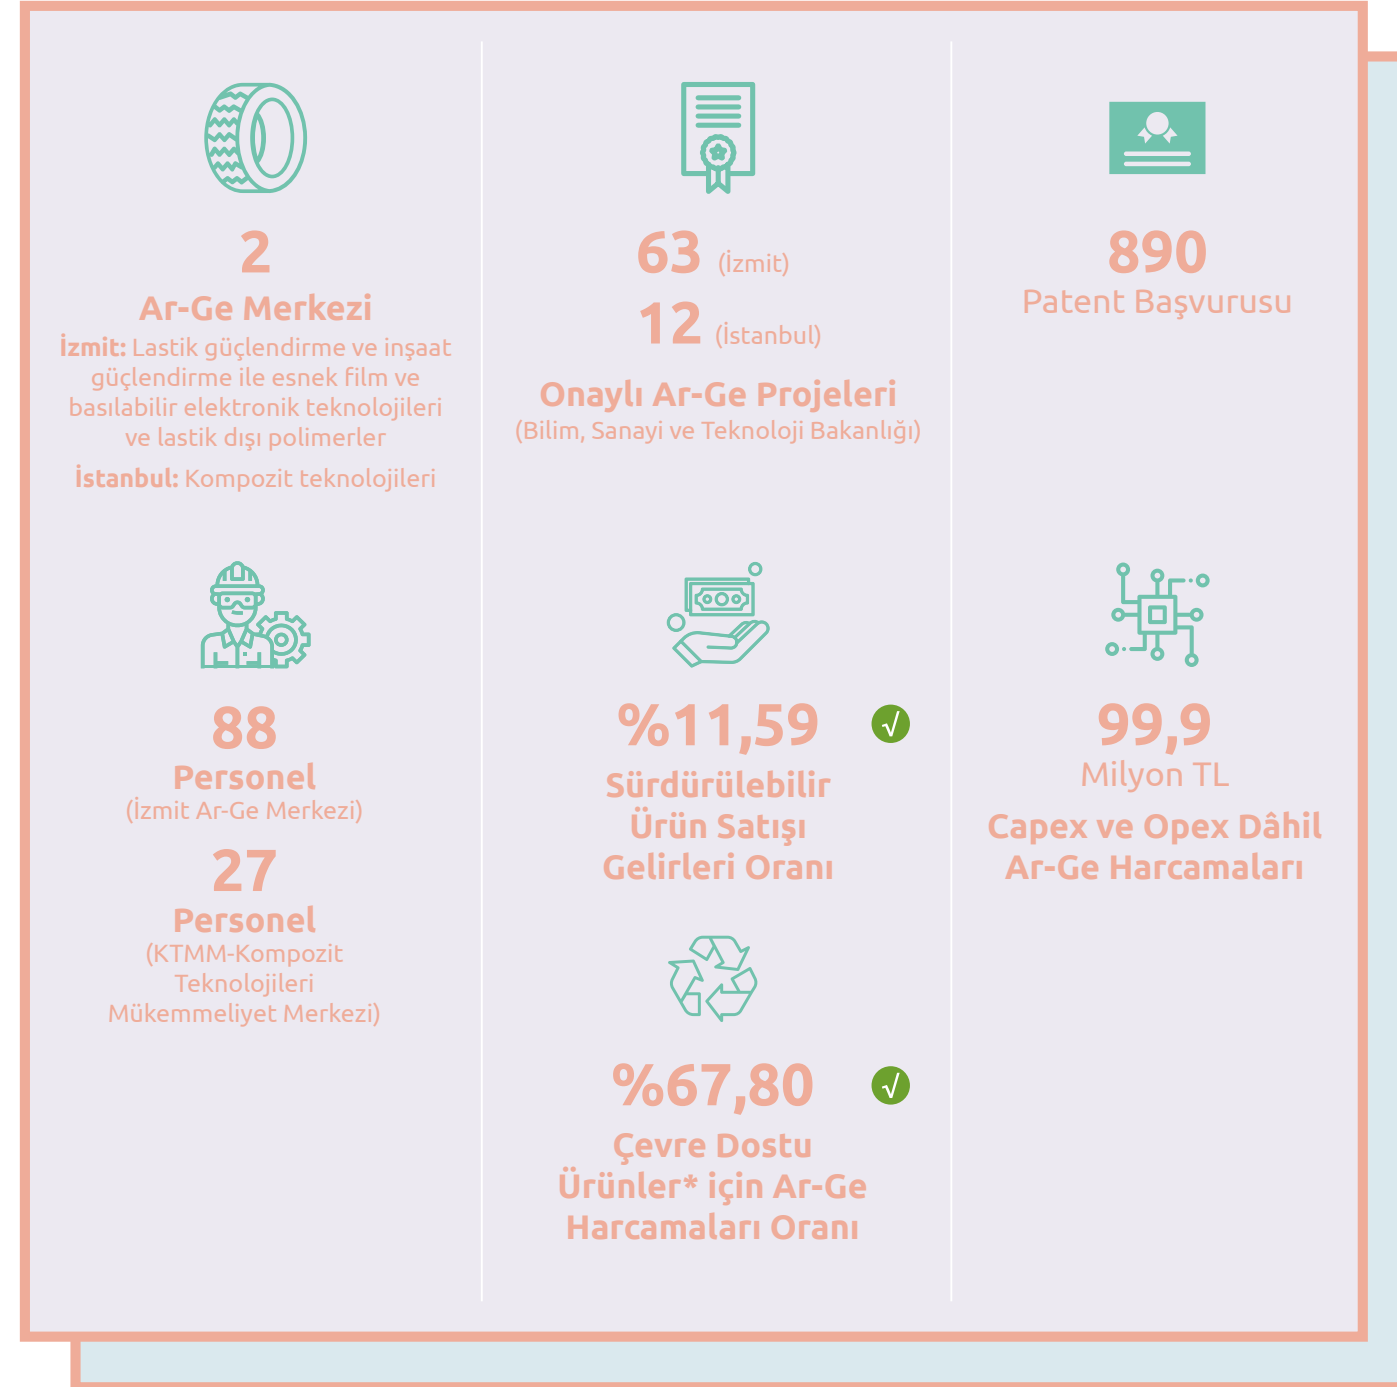 2
Ar-Ge Merkezi
İzmit: Lastik güçlendirme ve inşaat
güçlendirme ile esnek film ve
basılabilir elektronik teknolojileri
ve lastik dışı polimerler
İstanbul: Kompozit teknolojileri
88
Personel
(İzmit Ar-Ge Merkezi)
27
Personel
(KTMM-Kompozit
Teknolojileri
Mükemmeliyet Merkezi)
63 (İzmit)
12 (İstanbul)
Onaylı Ar-Ge Projeleri
(Bilim, Sanayi ve Teknoloji Bakanlığı)
%11,59 √
Sürdürülebilir
Ürün Satışı
Gelirleri Oranı
%67,80 √
Çevre Dostu
Ürünler* için Ar-Ge
Harcamaları Oranı
890
Patent Başvurusu
99,9
Milyon TL
Capex ve Opex Dâhil
Ar-Ge Harcamaları